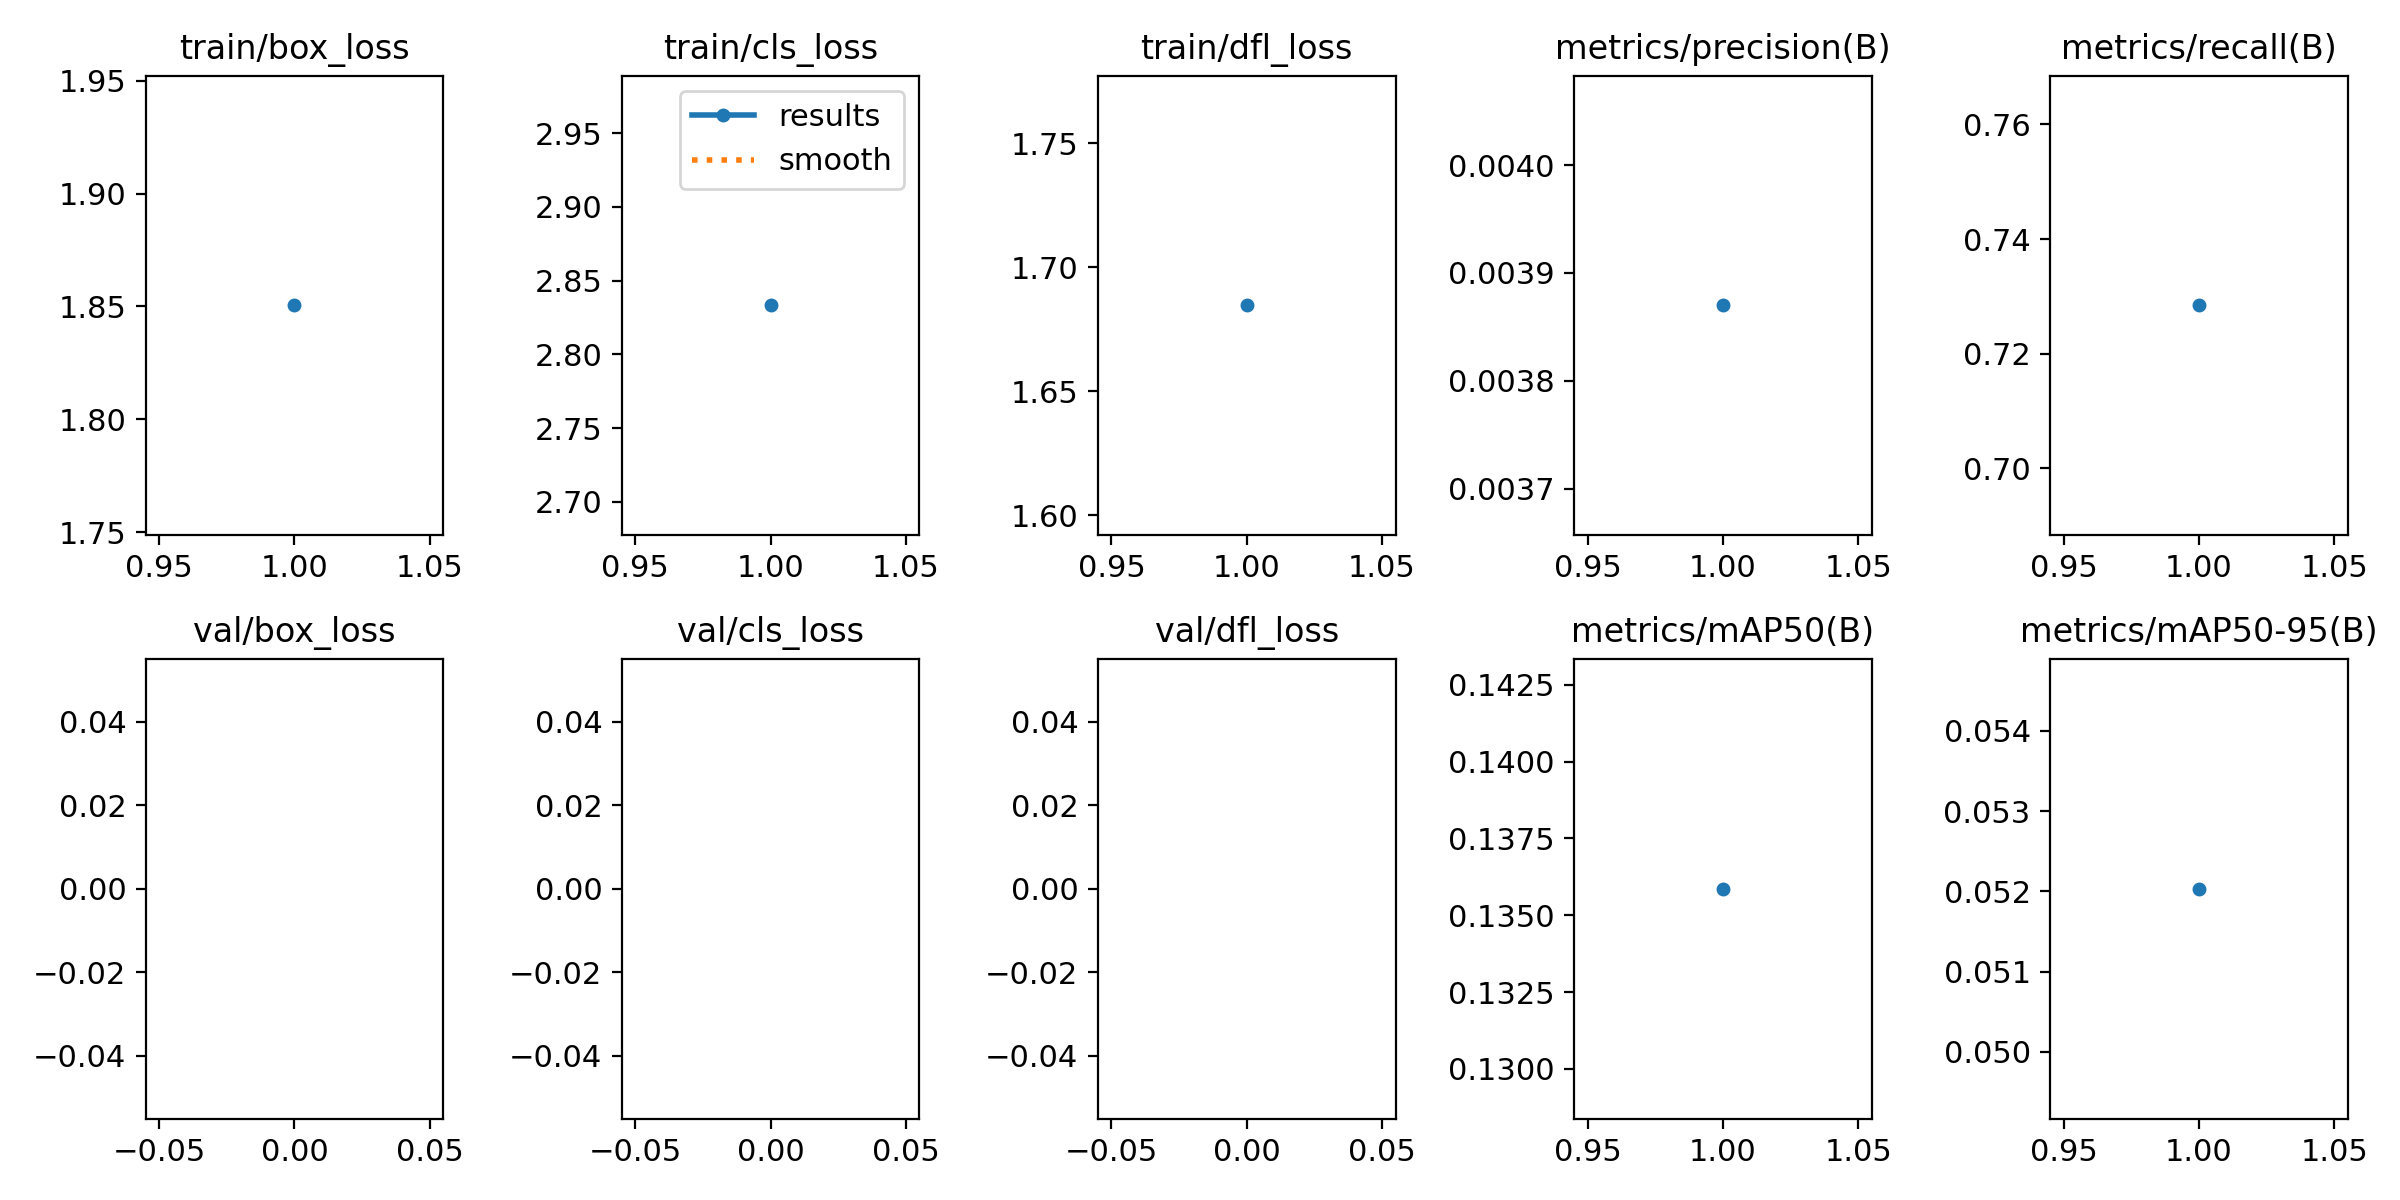 train/box_loss
1.95
1.90
1.85
1.80
1.75
0.95 1.00 1.05
train/cls_loss
results
smooth
2.95
2.90
2.85
2.80
2.75
2.70
0.95 1.00 1.05
train/dfl_loss
1.75
1.70
1.65
1.60
0.95 1.00 1.05
metrics/precision(B)
0.0040
0.0039
0.0038
0.0037
0.95 1.00 1.05
metrics/recall(B)
0.76
0.74
0.72
0.70
0.95 1.00 1.05
val/box_loss
0.04
0.02
0.00
−0.02
−0.04
−0.05 0.00 0.05
val/cls_loss
0.04
0.02
0.00
−0.02
−0.04
−0.05 0.00 0.05
val/dfl_loss
0.04
0.02
0.00
−0.02
−0.04
−0.05 0.00 0.05
metrics/mAP50(B)
0.1425
0.1400
0.1375
0.1350
0.1325
0.1300
0.95 1.00 1.05
metrics/mAP50-95(B)
0.054
0.053
0.052
0.051
0.050
0.95 1.00 1.05